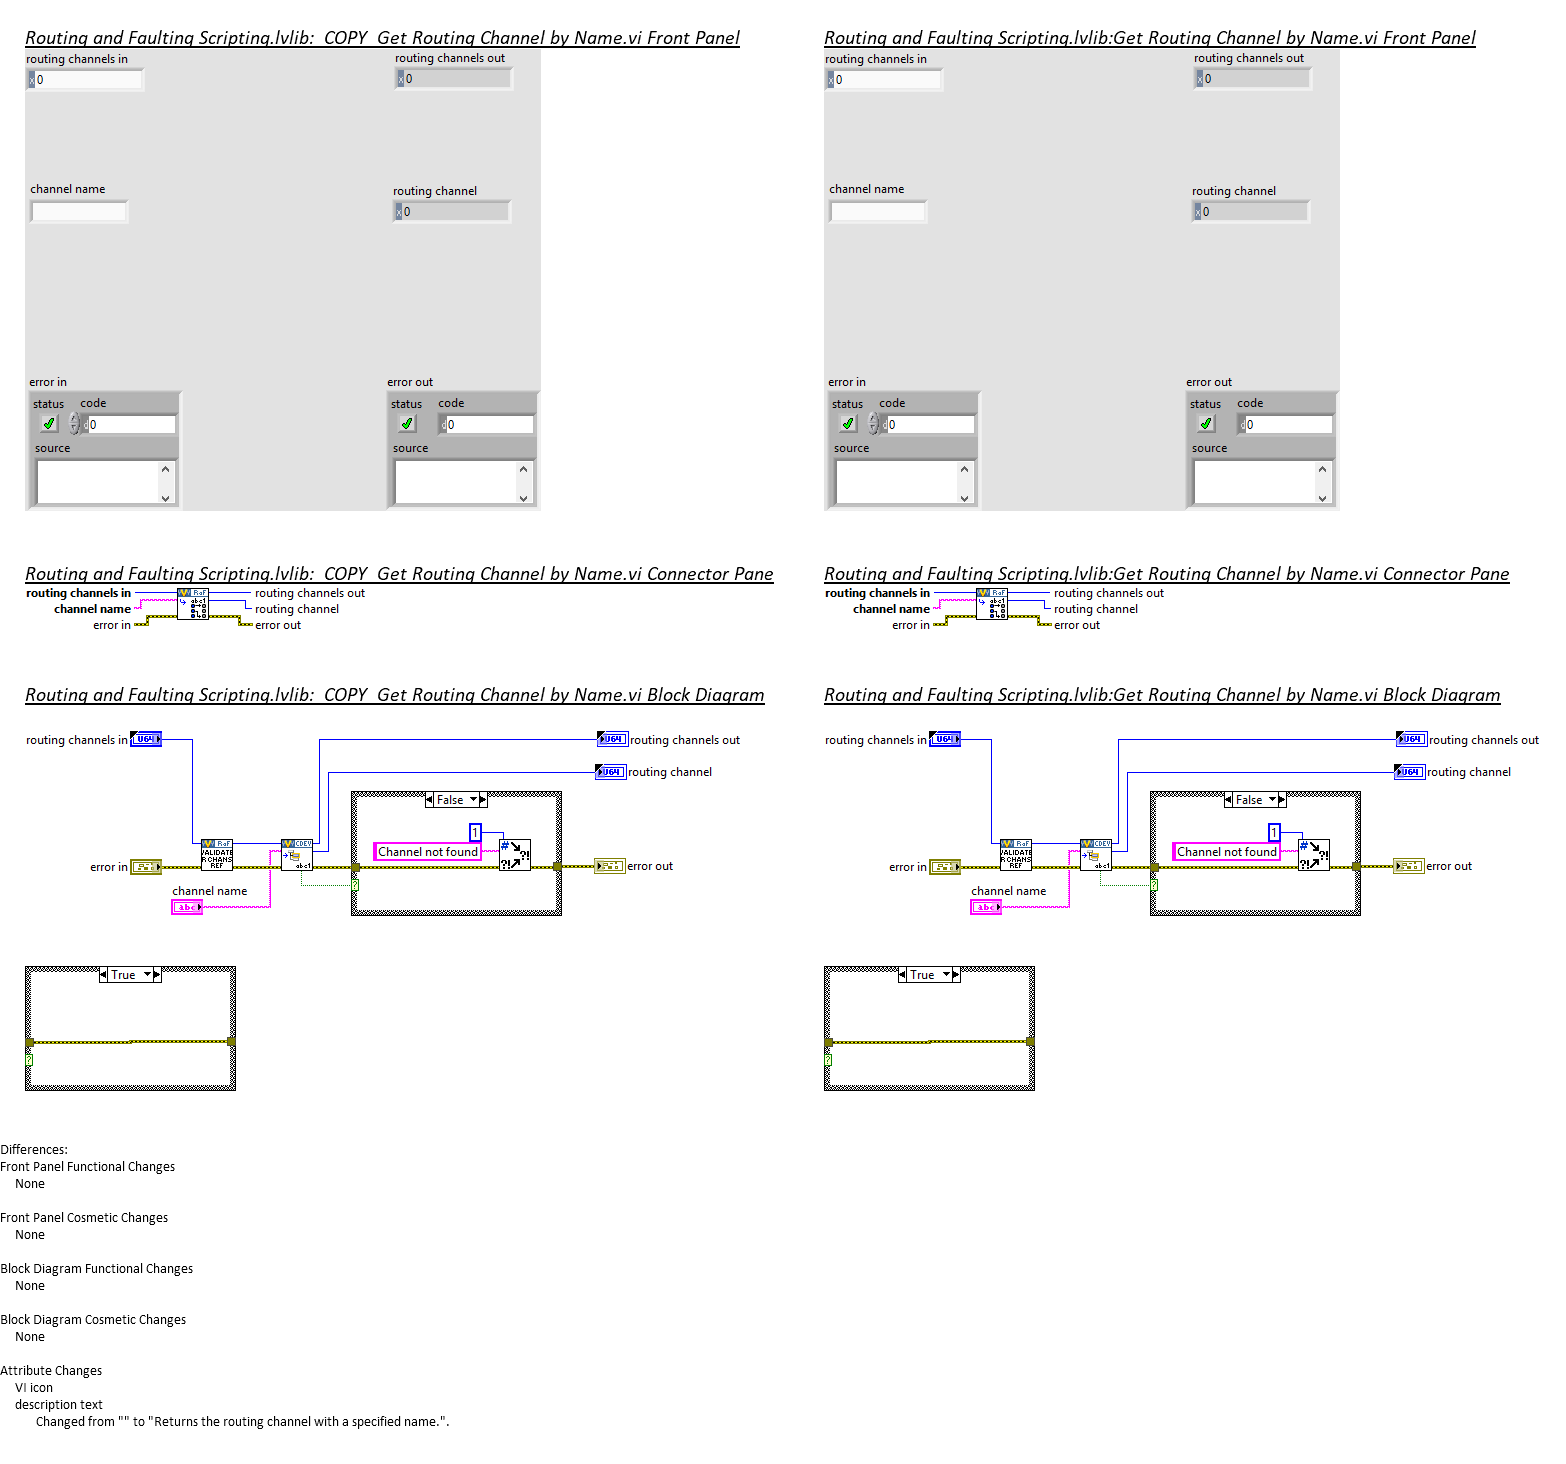 Routing and Faulting Scripting.lvlib:  COPY  Get Routing Channel by Name.vi Front Panel
routing channels in
routing channels out
x 0
x 0
channel name
routing channel
x 0
error in
error out
status code
status code
d 0
d 0
source
source
Routing and Faulting Scripting.lvlib:Get Routing Channel by Name.vi Front Panel
routing channels in
routing channels out
x 0
x 0
channel name
routing channel
x 0
error in
error out
status code
status code
d 0
d 0
source
source
Routing and Faulting Scripting.lvlib:  COPY  Get Routing Channel by Name.vi Connector Pane
routing channels in
RaF
abc1
routing channels out
channel name
routing channel
error in
error out
Routing and Faulting Scripting.lvlib:Get Routing Channel by Name.vi Connector Pane
routing channels in
RaF
abc1
routing channels out
channel name
routing channel
error in
error out
Routing and Faulting Scripting.lvlib:  COPY  Get Routing Channel by Name.vi Block Diagram
routing channels in
U64
U64
routing channels out
U64
routing channel
False
1
Channel not found
#
?!
?!
RaF
VALIDATE
R CHANS
REF
CDEV
abc1
error in
error out
?
channel name
abc
True
?
Routing and Faulting Scripting.lvlib:Get Routing Channel by Name.vi Block Diagram
routing channels in
U64
U64
routing channels out
U64
routing channel
False
1
Channel not found
#
?!
?!
RaF
VALIDATE
R CHANS
REF
CDEV
abc1
error in
error out
?
channel name
abc
True
?
Differences:
Front Panel Functional Changes
None
Front Panel Cosmetic Changes
None
Block Diagram Functional Changes
None
Block Diagram Cosmetic Changes
None
Attribute Changes
VI icon
description text
Changed from "" to "Returns the routing channel with a specified name.".